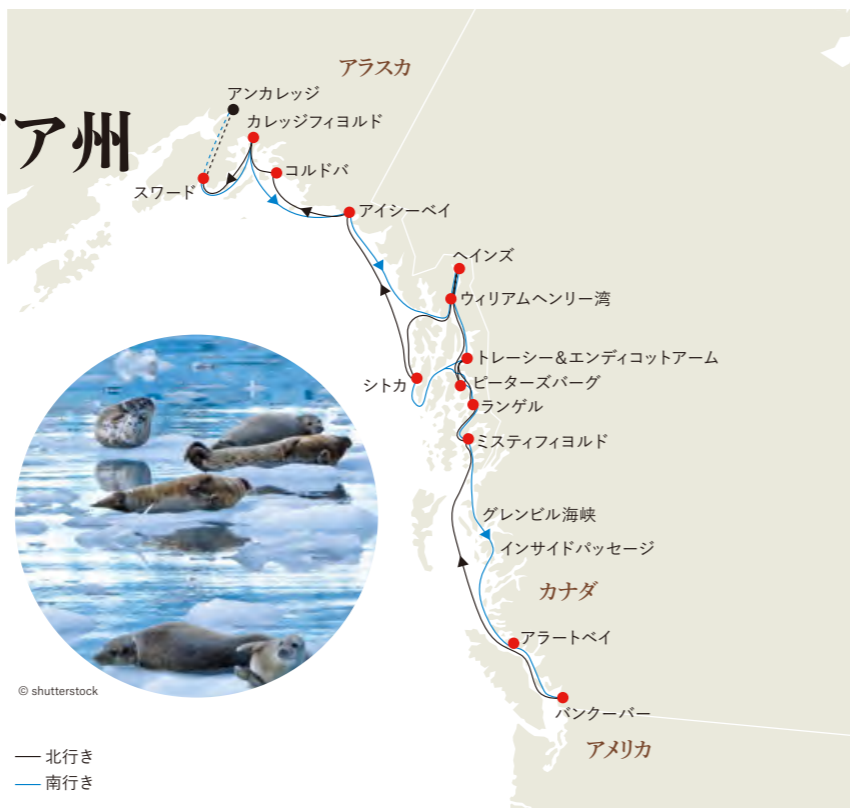 ア州
アラスカ
アンカレッジ
カレッジフィヨルド
コルドバ
スワード
アイシーベイ
ヘインズ
ウィリアムヘンリー湾
トレーシー&エンディコットアーム
シトカ
ピーターズバーグ
ランゲル
ミスティフィヨルド
グレンビル海峡
インサイドパッセージ
カナダ
アラートベイ
バンクーバー
アメリカ
© shutterstock
北行き
南行き